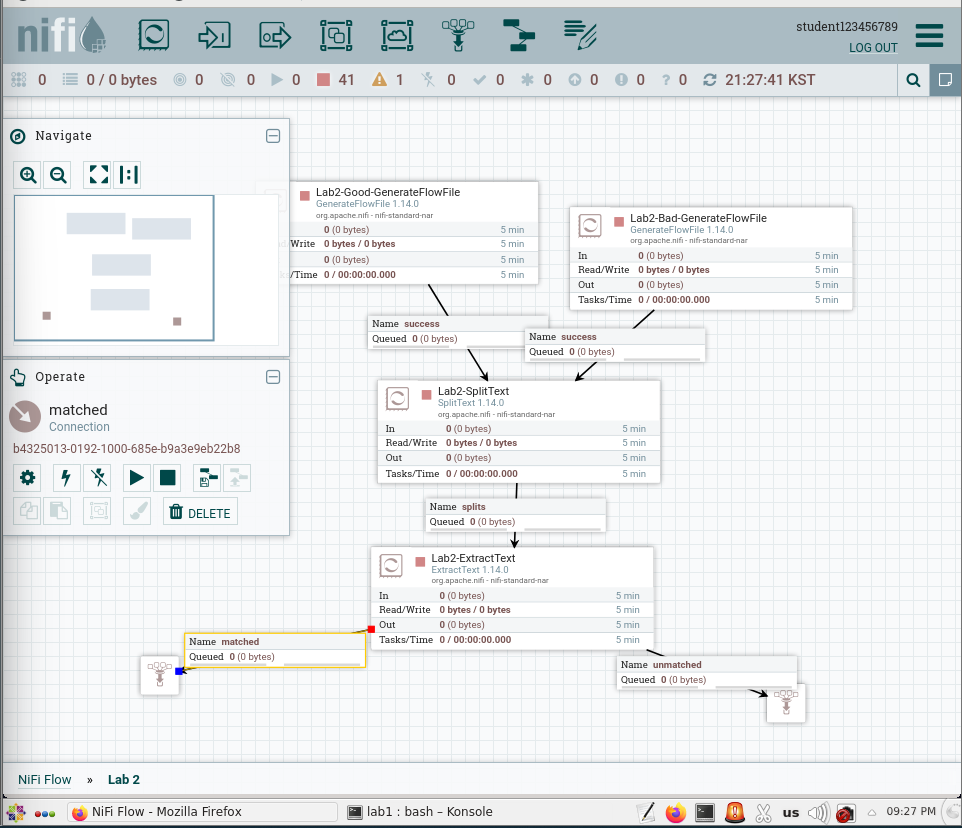 nifi
student123456789
LOG OUT
0 0 / 0 bytes 0 0 0 41 1 0 0 0 0 0 ? 0 21:27:41 KST
Navigate
Lab2-Good-GenerateFlowFile
GenerateFlowFile 1.14.0
org.apache.nifi - nifi-standard-nar
0 (0 bytes) 5 min
/Write 0 bytes / 0 bytes 5 min
0 (0 bytes) 5 min
/Time 0 / 00:00:00.000 5 min
Lab2-Bad-GenerateFlowFile
GenerateFlowFile 1.14.0
org.apache.nifi - nifi-standard-nar
In 0 (0 bytes) 5 min
Read/Write 0 bytes / 0 bytes 5 min
Out 0 (0 bytes) 5 min
Tasks/Time 0 / 00:00:00.000 5 min
Name success
Queued 0 (0 bytes)
Name success
Queued 0 (0 bytes)
Operate
matched
Connection
b4325013-0192-1000-685e-b9a3e9eb22b8
DELETE
Lab2-SplitText
SplitText 1.14.0
org.apache.nifi - nifi-standard-nar
In 0 (0 bytes) 5 min
Read/Write 0 bytes / 0 bytes 5 min
Out 0 (0 bytes) 5 min
Tasks/Time 0 / 00:00:00.000 5 min
Name splits
Queued 0 (0 bytes)
Lab2-ExtractText
ExtractText 1.14.0
org.apache.nifi - nifi-standard-nar
In 0 (0 bytes) 5 min
Read/Write 0 bytes / 0 bytes 5 min
Out 0 (0 bytes) 5 min
Tasks/Time 0 / 00:00:00.000 5 min
Name matched
Queued 0 (0 bytes)
Name unmatched
Queued 0 (0 bytes)
NiFi Flow » Lab 2
NiFi Flow - Mozilla Firefox lab1 : bash – Konsole us 09:27 PM